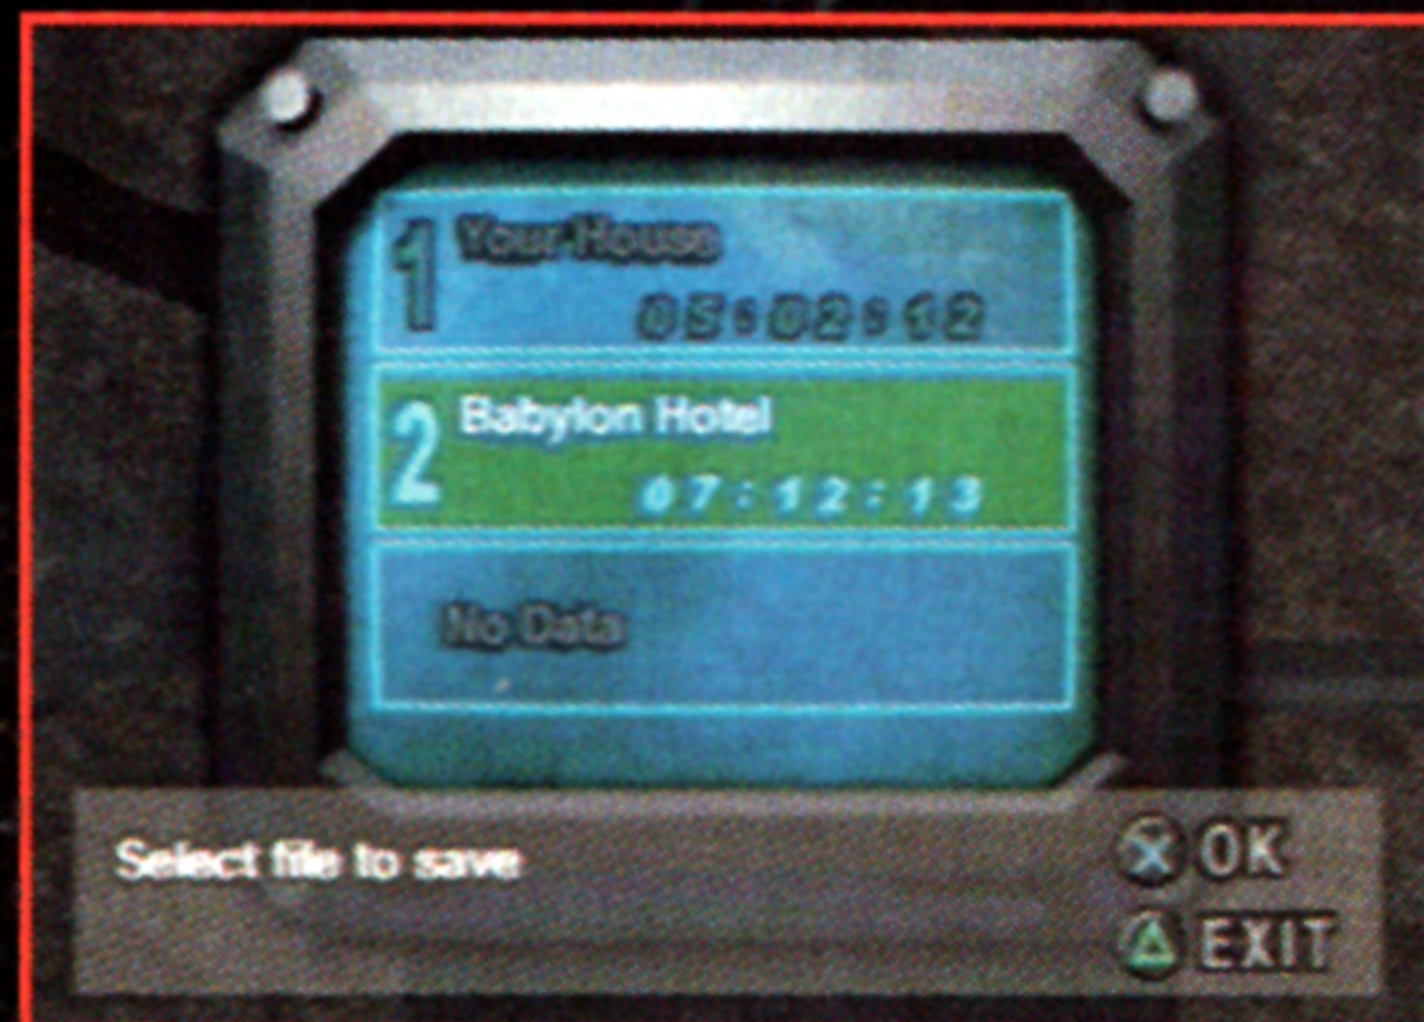 1 Your House
05:02:12
2 Babylon Hotel
07:12:13
No Data
Select file to save
OK
EXIT